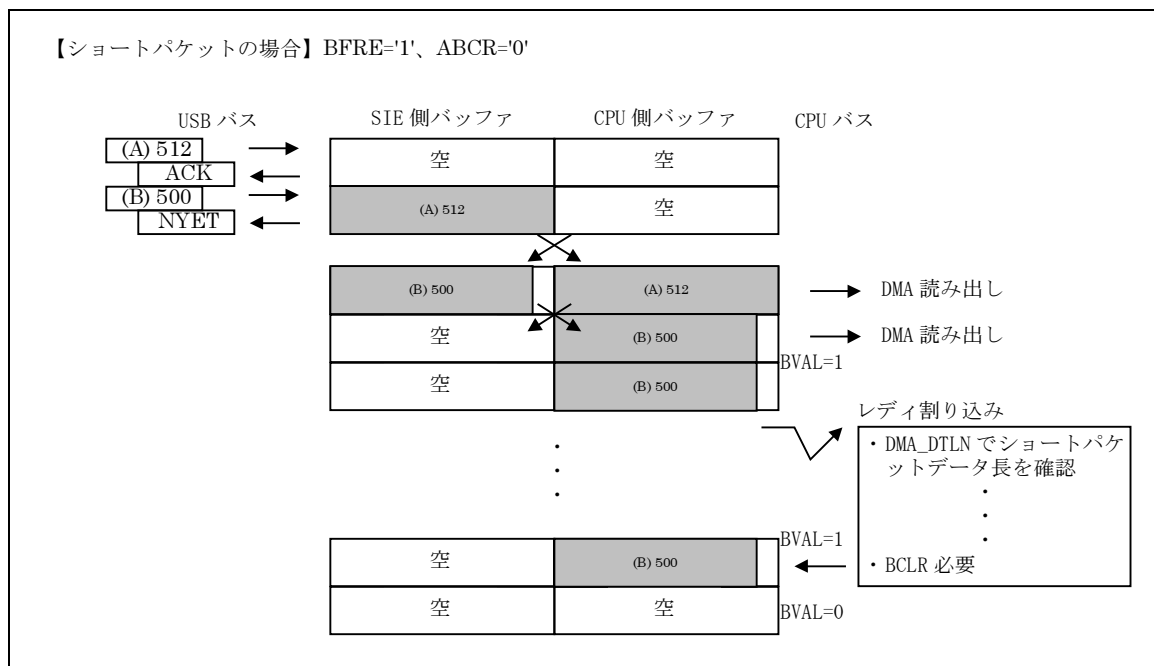 【ショートパケットの場合】BFRE='1'、ABCR='0'
USB バス
SIE 側バッファ
CPU 側バッファ
CPU バス
(A) 512
ACK
(B) 500
NYET
空
空
(A) 512
空
(B) 500
(A) 512
DMA 読み出し
空
(B) 500
DMA 読み出し
BVAL=1
空
(B) 500
レディ割り込み
・DMA_DTLN でショートパケ
ットデータ長を確認
・BCLR 必要
BVAL=1
空
(B) 500
空
空
BVAL=0